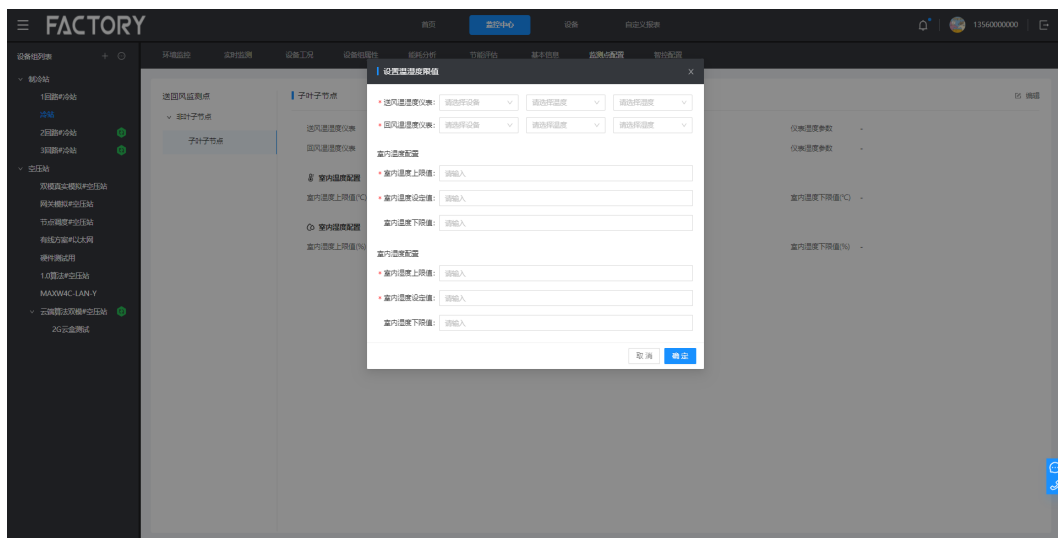 FACTORY
首页 监控中心 设备 自定义报表
13560000000
设备组列表
环境监控 实时监测 设备工况 设备组属性 能耗分析 节能评估 基本信息 监测点配置 智控配置
制冷站
1回路#冷站
冷站
2回路#冷站
3回路#冷站
空压站
双模真实模拟#空压站
网关模拟#空压站
节点调度#空压站
有线方案#以太网
硬件测试用
1.0算法#空压站
MAXW4C-LAN-Y
云端算法双模#空压站
2G云盒测试
送回风监测点
非叶子节点
子叶子节点
子叶子节点
编辑
送风温湿度仪表
仪表湿度参数 -
回风温湿度仪表
仪表湿度参数 -
室内温度配置
室内温度上限值(℃)
室内温度下限值(℃) -
室内湿度配置
室内湿度上限值(%)
室内湿度下限值(%) -
设置温湿度限值
* 送风温湿度仪表: 请选择设备 请选择温度 请选择湿度
* 回风温湿度仪表: 请选择设备 请选择温度 请选择湿度
室内温度配置
* 室内温度上限值: 请输入
* 室内温度设定值: 请输入
室内温度下限值: 请输入
室内湿度配置
* 室内湿度上限值: 请输入
* 室内湿度设定值: 请输入
室内湿度下限值: 请输入
取 消 确 定